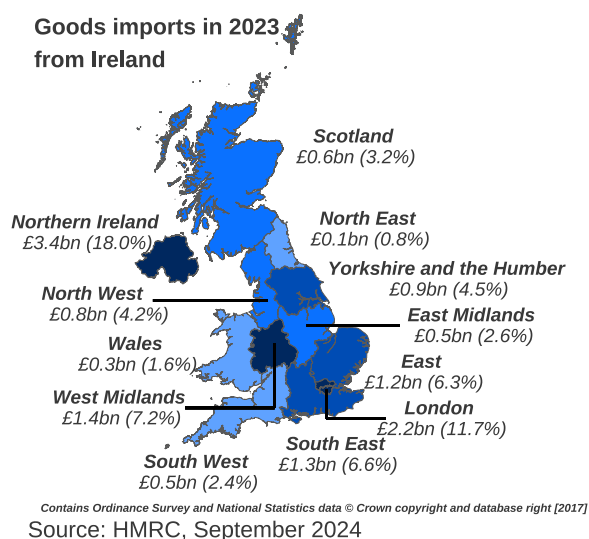 Goods imports in 2023
from Ireland
Scotland
£0.6bn (3.2%)
Northern Ireland
£3.4bn (18.0%)
North East
£0.1bn (0.8%)
Yorkshire and the Humber
£0.9bn (4.5%)
North West
£0.8bn (4.2%)
East Midlands
£0.5bn (2.6%)
Wales
£0.3bn (1.6%)
East
£1.2bn (6.3%)
West Midlands
£1.4bn (7.2%)
London
£2.2bn (11.7%)
South East
£1.3bn (6.6%)
South West
£0.5bn (2.4%)
Contains Ordinance Survey and National Statistics data © Crown copyright and database right [2017]
Source: HMRC, September 2024